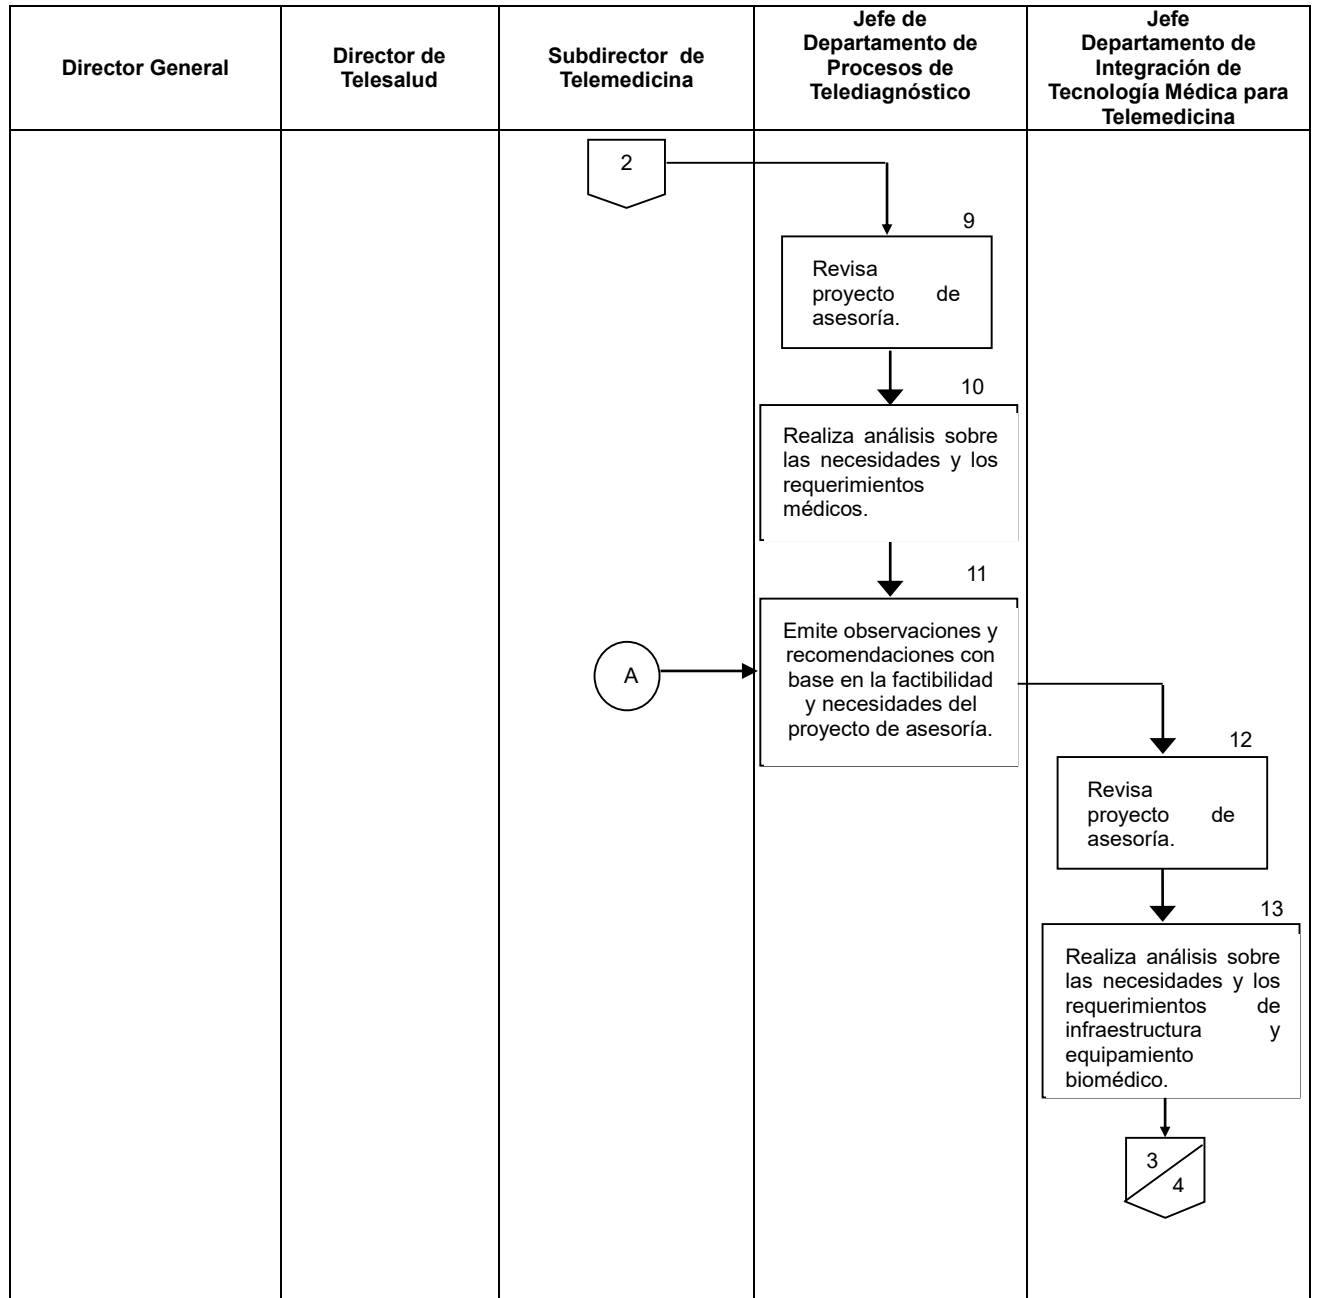 Director General
Director de
Telesalud
Subdirector de
Telemedicina
Jefe de
Departamento de
Procesos de
Telediagnóstico
Jefe
Departamento de
Integración de
Tecnología Médica para
Telemedicina
2
9
Revisa
proyecto de
asesoría.
10
Realiza análisis sobre
las necesidades y los
requerimientos
médicos.
11
A
Emite observaciones y
recomendaciones con
base en la factibilidad
y necesidades del
proyecto de asesoría.
12
Revisa
proyecto de
asesoría.
13
Realiza análisis sobre
las necesidades y los
requerimientos de
infraestructura y
equipamiento
biomédico.
3
4